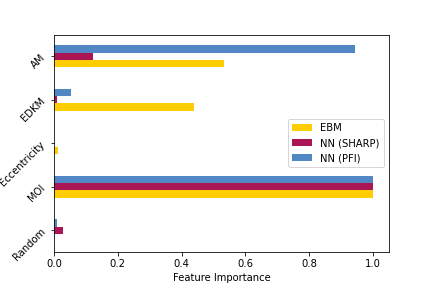 AM
EDKM
Eccentricity
MOI
Random
EBM
NN (SHARP)
NN (PFI)
0.0 0.2 0.4 0.6 0.8 1.0
Feature Importance